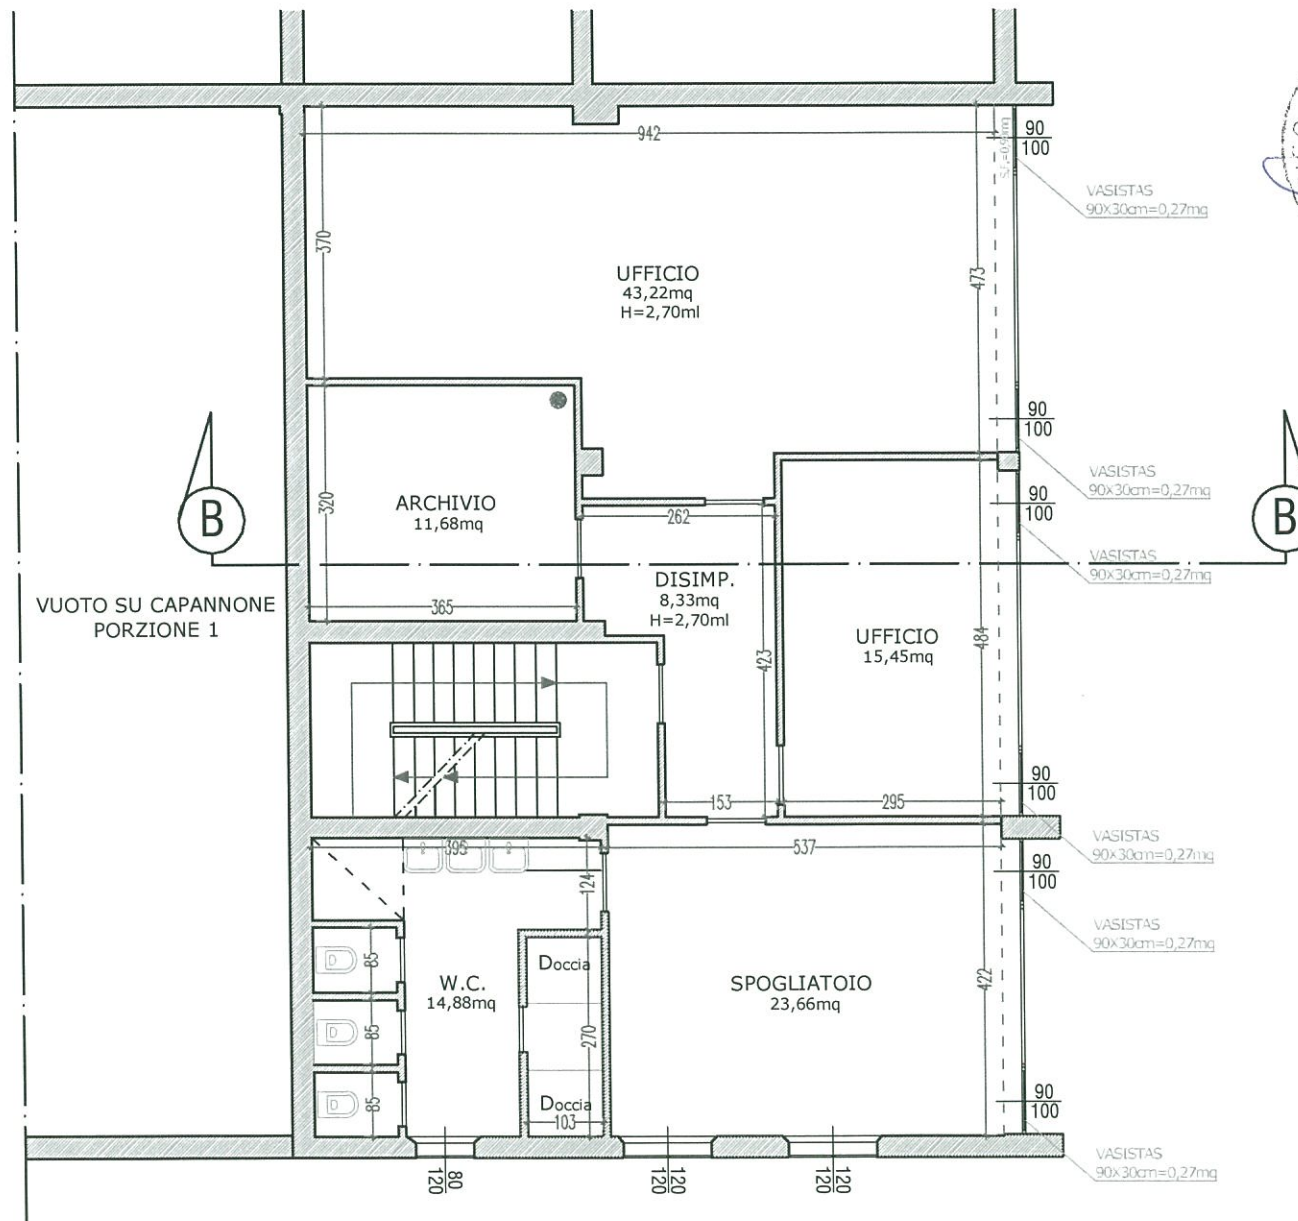 942
90
100
VASISTAS
90X30cm=0,27mq
370
473
UFFICIO
43,22mq
H=2,70ml
90
100
VASISTAS
90X30cm=0,27mq
90
100
B
B
ARCHIVIO
11,68mq
320
262
VASISTAS
90X30cm=0,27mq
DISIMP.
8,33mq
H=2,70ml
VUOTO SU CAPANNONE
PORZIONE 1
365
UFFICIO
15,45mq
484
423
90
100
153
295
VASISTAS
90X30cm=0,27mq
395
537
124
90
100
VASISTAS
90X30cm=0,27mq
85
Doccia
W.C.
14,88mq
SPOGLIATOIO
23,66mq
422
85
270
85
Doccia
103
90
100
VASISTAS
90X30cm=0,27mq
80
120
120
120
120
120